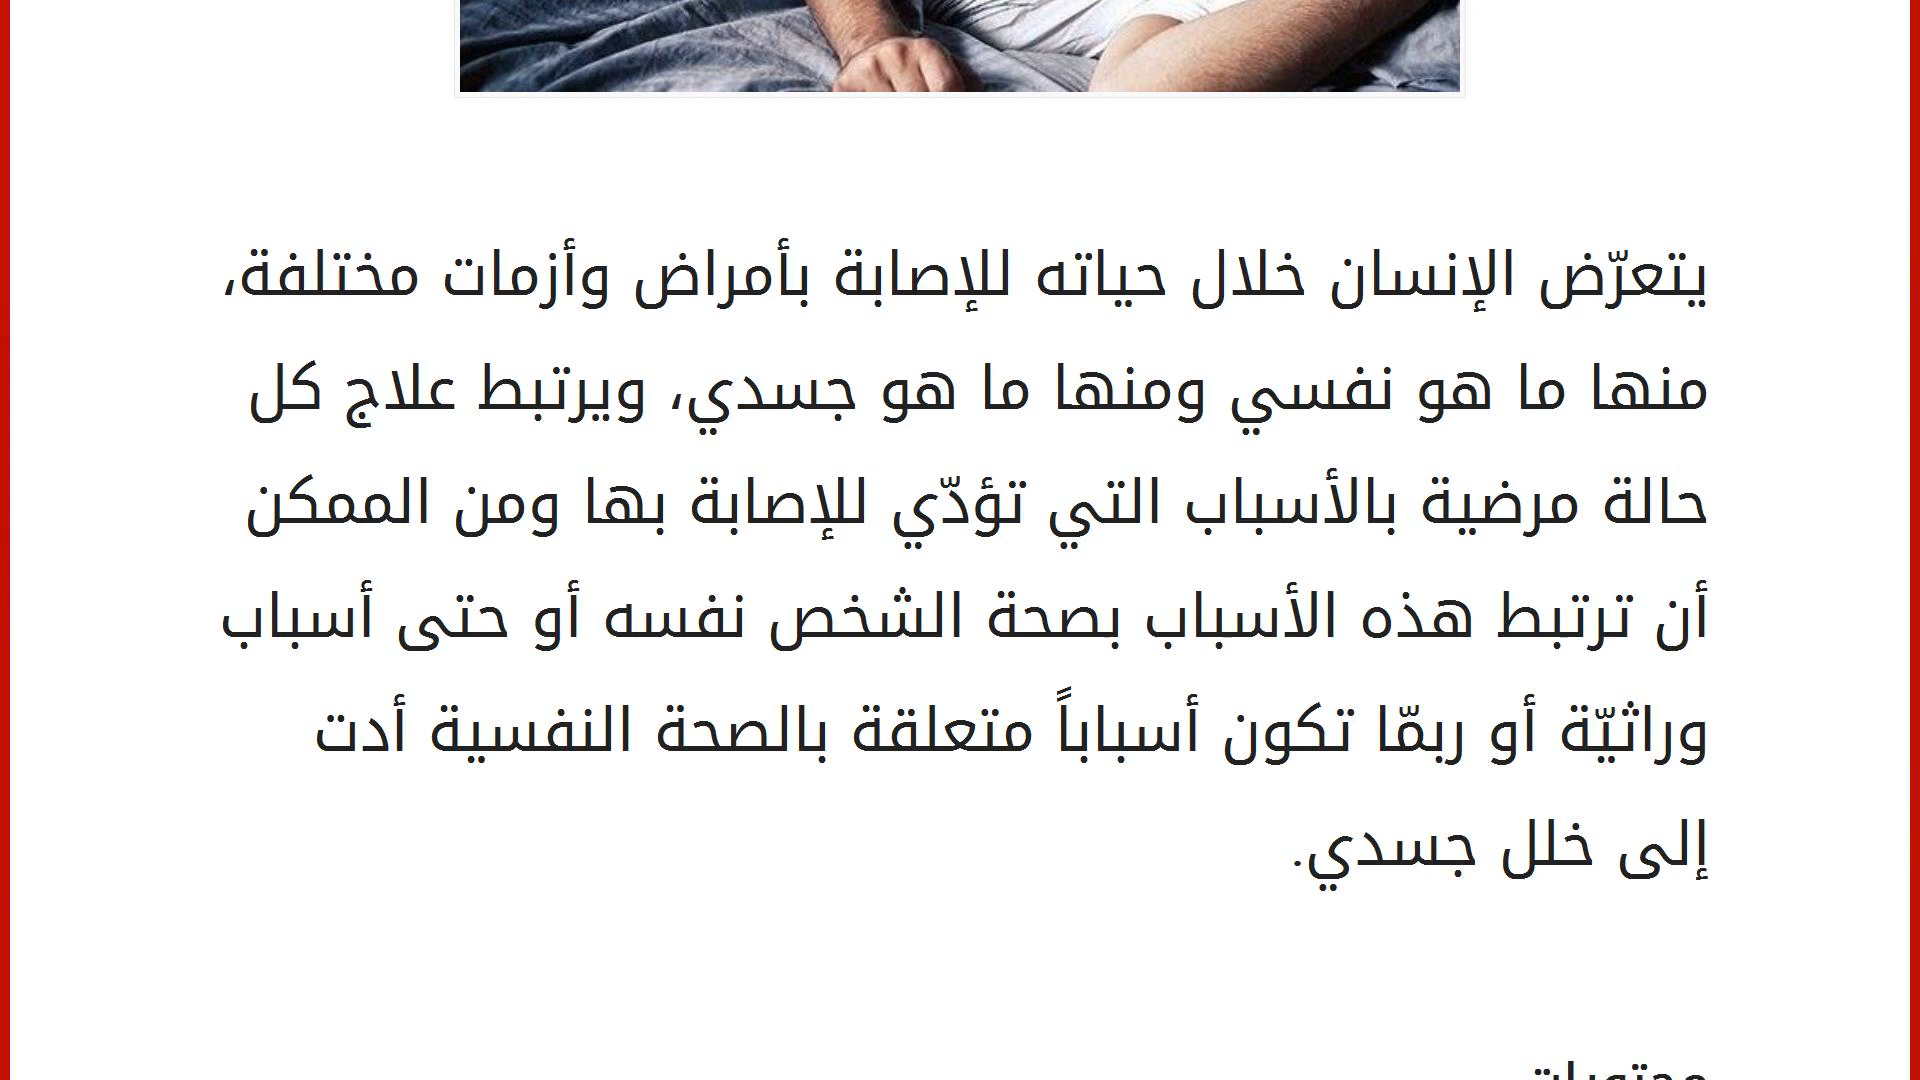 يتعرّض الإنسان خلال حياته للإصابة بأمراض وأزمات مختلفة،
منها ما هو نفسي ومنها ما هو جسدي، ويرتبط علاج كل
حالة مرضية بالأسباب التي تؤدّي للإصابة بها ومن الممكن
أن ترتبط هذه الأسباب بصحة الشخص نفسه أو حتى أسباب
وراثيّة أو ربمّا تكون أسباباً متعلقة بالصحة النفسية أدت
إلى خلل جسدي.
محتويات